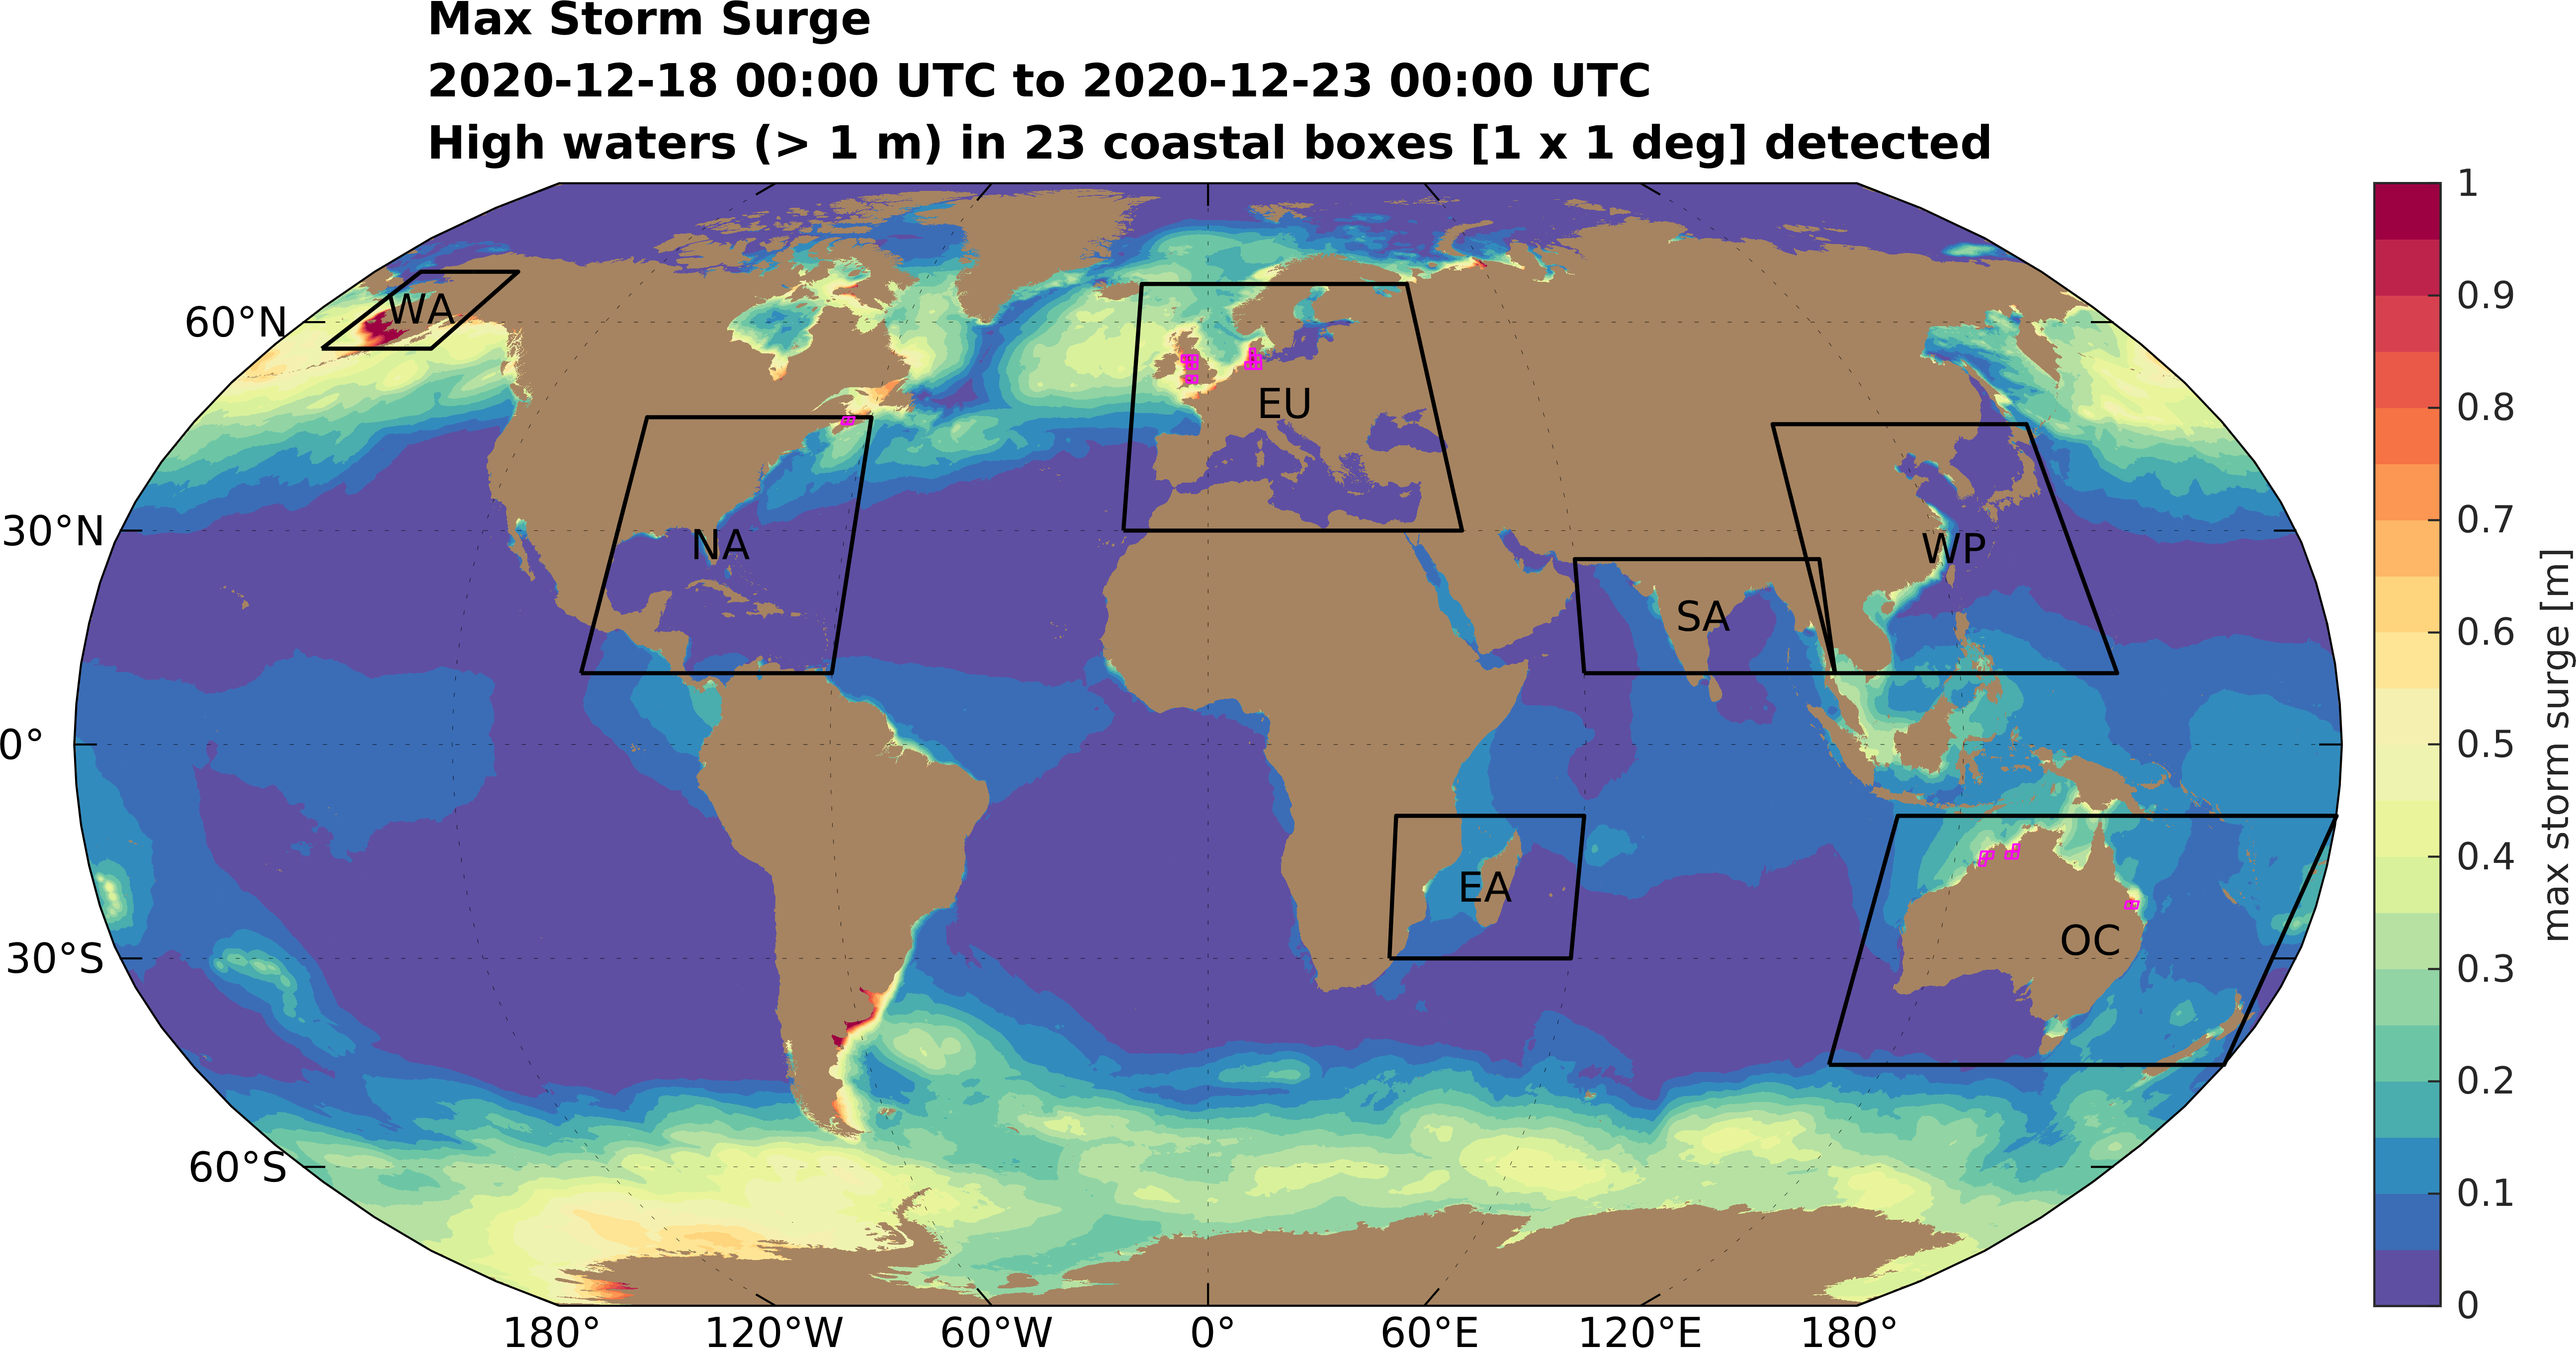 Max Storm Surge
2020-12-18 00:00 UTC to 2020-12-23 00:00 UTC
High waters (> 1 m) in 23 coastal boxes [1 x 1 deg] detected
60°N
30°N
0°
30°S
60°S
WA
NA
EU
SA
WP
EA
OC
180°
120°W
60°W
0°
60°E
120°E
180°
1
0.9
0.8
0.7
0.6
0.5
0.4
0.3
0.2
0.1
0
max storm surge [m]